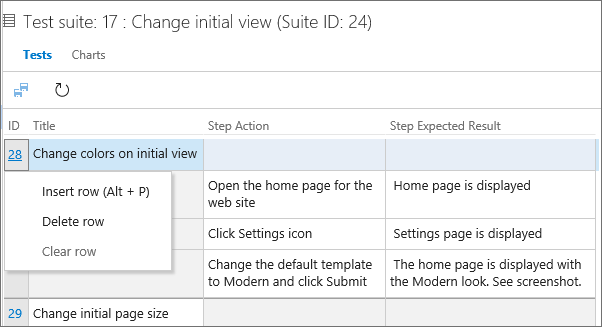 Test suite: 17 : Change initial view (Suite ID: 24)
Tests Charts
ID Title Step Action Step Expected Result
28 Change colors on initial view
Insert row (Alt + P)
Delete row
Clear row
Open the home page for the
web site
Home page is displayed
Click Settings icon
Settings page is displayed
Change the default template
to Modern and click Submit
The home page is displayed with
the Modern look. See screenshot.
29 Change initial page size